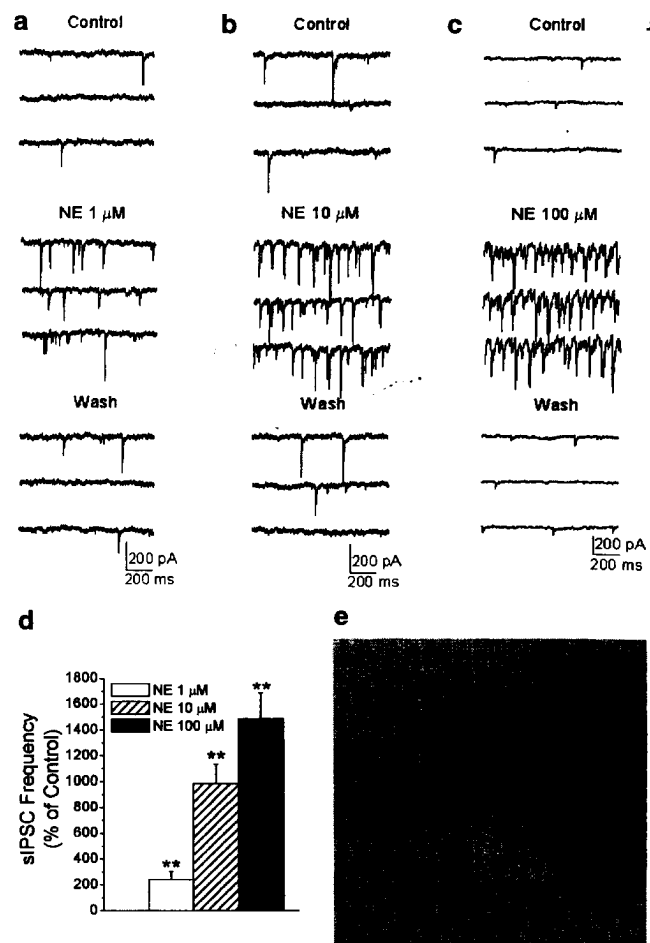 a
Control
b
Control
c
Control
NE 1 μM
NE 10 μM
NE 100 μM
Wash
Wash
Wash
200 pA
200 ms
200 pA
200 ms
200 pA
200 ms
d
sIPSC Frequency
(% of Control)
1800
1600
1400
1200
1000
800
600
400
200
0
NE 1 μM
NE 10 μM
NE 100 μM
**
**
**
e